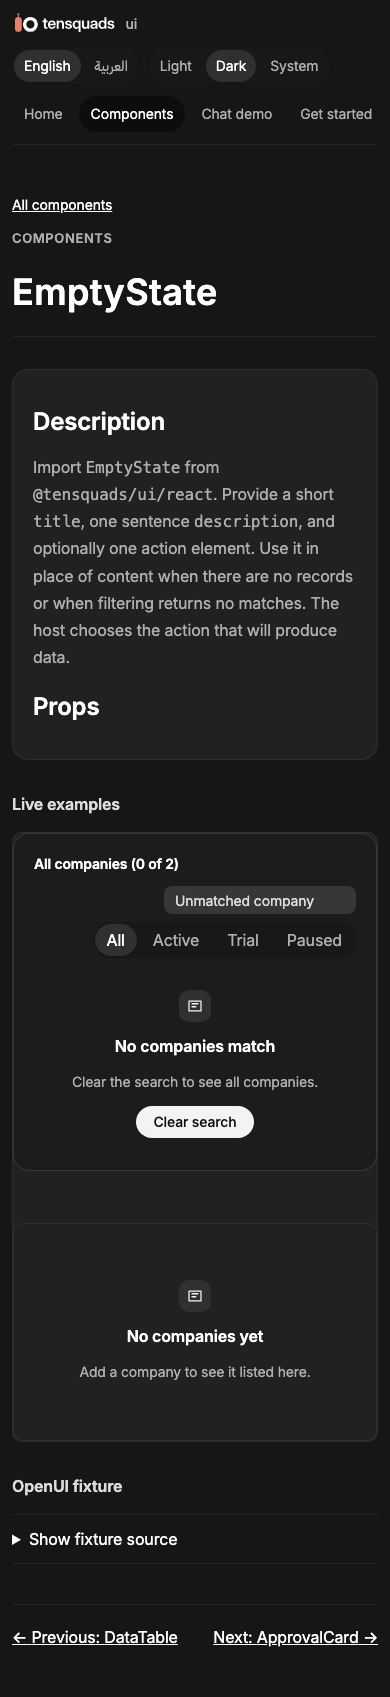 tensquads ui
English العربية Light Dark System
Home Components Chat demo Get started
All components
COMPONENTS
EmptyState
Description
Import EmptyState from
@tensquads/ui/react. Provide a short
title, one sentence description, and
optionally one action element. Use it in
place of content when there are no records
or when filtering returns no matches. The
host chooses the action that will produce
data.
Props
Live examples
All companies (0 of 2)
Unmatched company
All Active Trial Paused
No companies match
Clear the search to see all companies.
Clear search
No companies yet
Add a company to see it listed here.
OpenUI fixture
▶ Show fixture source
← Previous: DataTable Next: ApprovalCard →